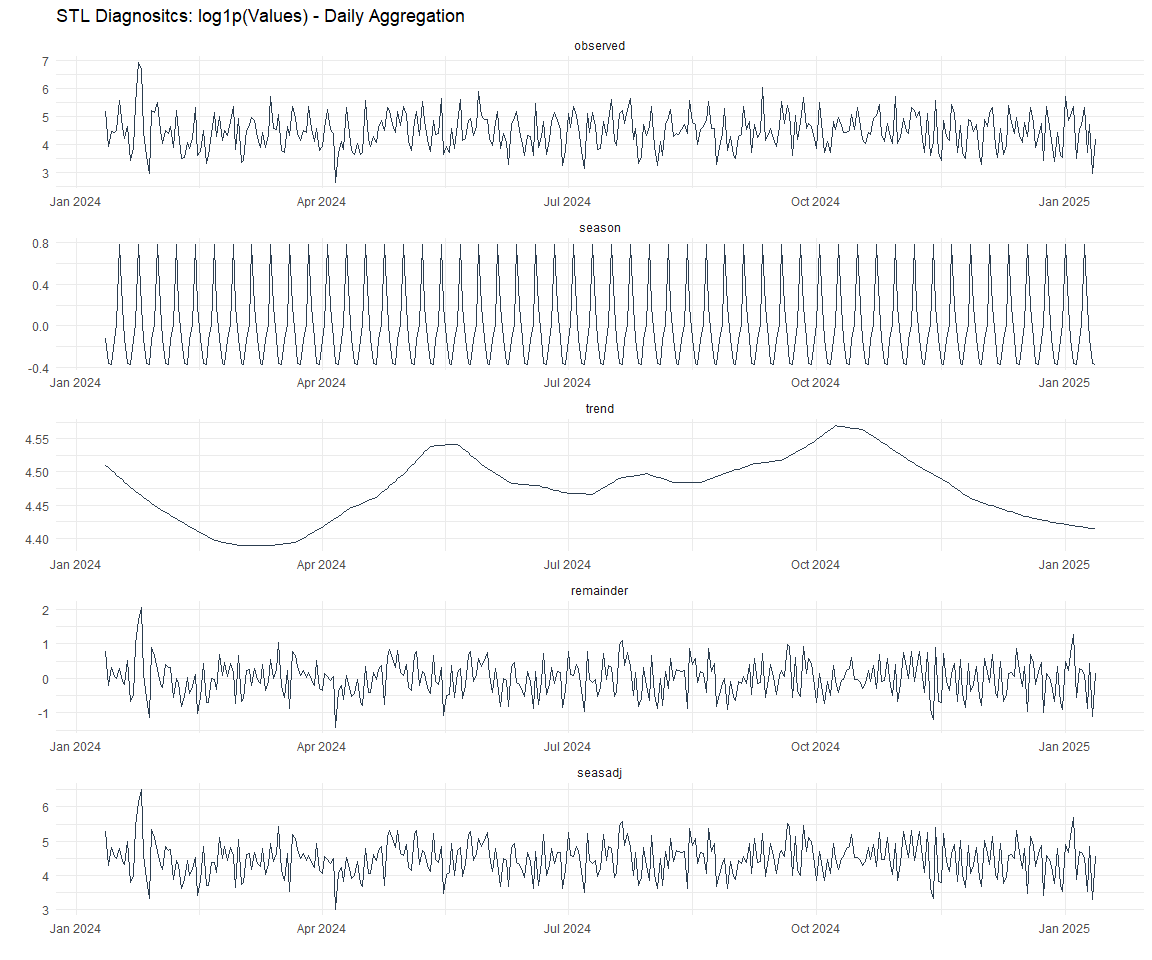 STL Diagnositcs: log1p(Values) - Daily Aggregation
observed
7
6
5
4
3
Jan 2024 Apr 2024 Jul 2024 Oct 2024 Jan 2025
season
0.8
0.4
0.0
-0.4
Jan 2024 Apr 2024 Jul 2024 Oct 2024 Jan 2025
trend
4.55
4.50
4.45
4.40
Jan 2024 Apr 2024 Jul 2024 Oct 2024 Jan 2025
remainder
2
1
0
-1
Jan 2024 Apr 2024 Jul 2024 Oct 2024 Jan 2025
seasadj
6
5
4
3
Jan 2024 Apr 2024 Jul 2024 Oct 2024 Jan 2025